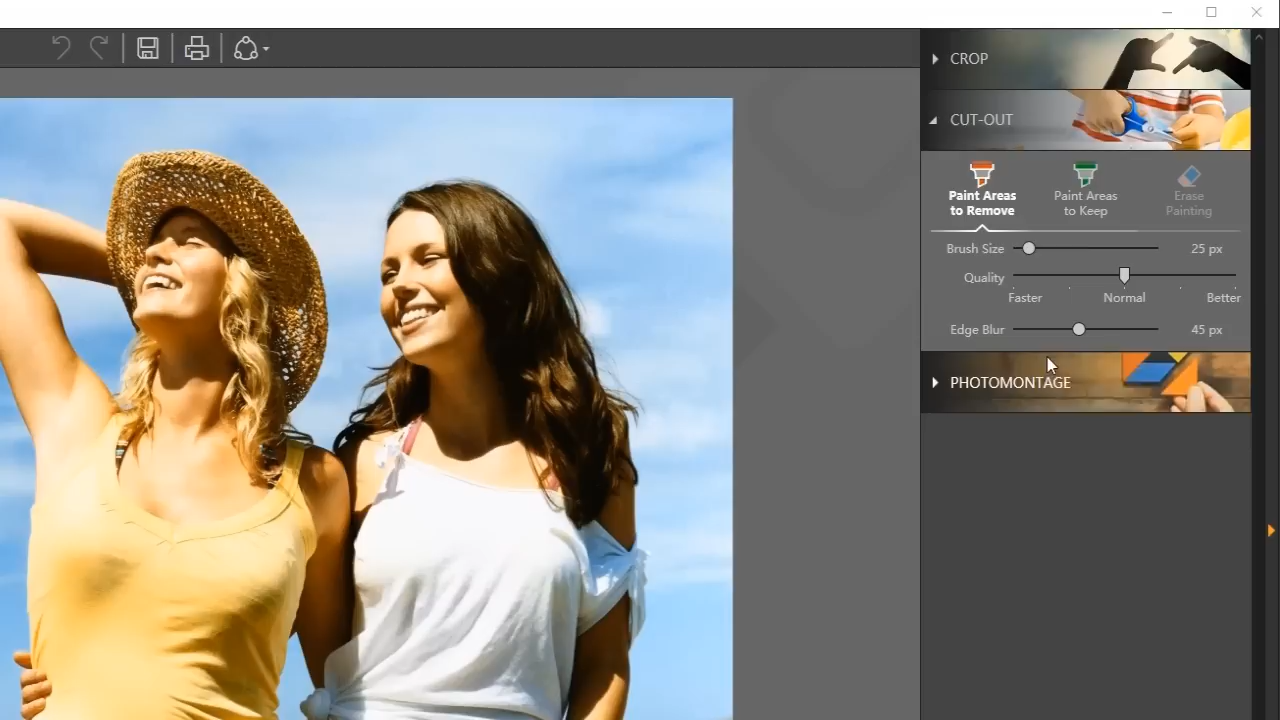 CROP
CUT-OUT
Paint Areas
to Remove
Paint Areas
to Keep
Erase
Painting
Brush Size
25 px
Quality
Faster
Normal
Better
Edge Blur
45 px
PHOTOMONTAGE